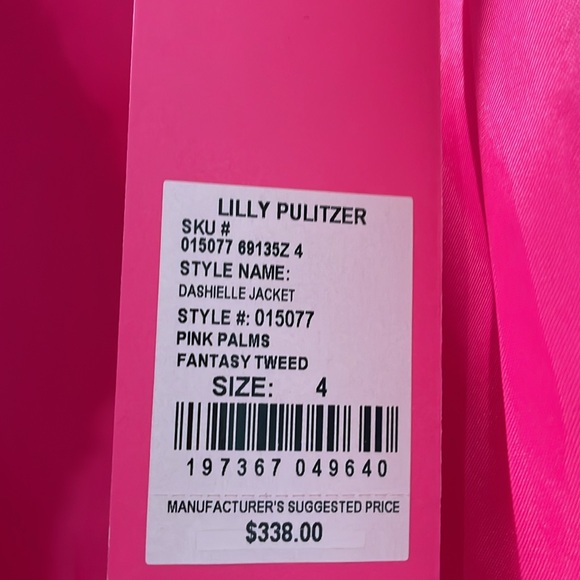 LILLY PULITZER
SKU #
015077 69135Z 4
STYLE NAME:
DASHIELLE JACKET
STYLE #: 015077
PINK PALMS
FANTASY TWEED
SIZE: 4
197367 049640
MANUFACTURER'S SUGGESTED PRICE
$338.00